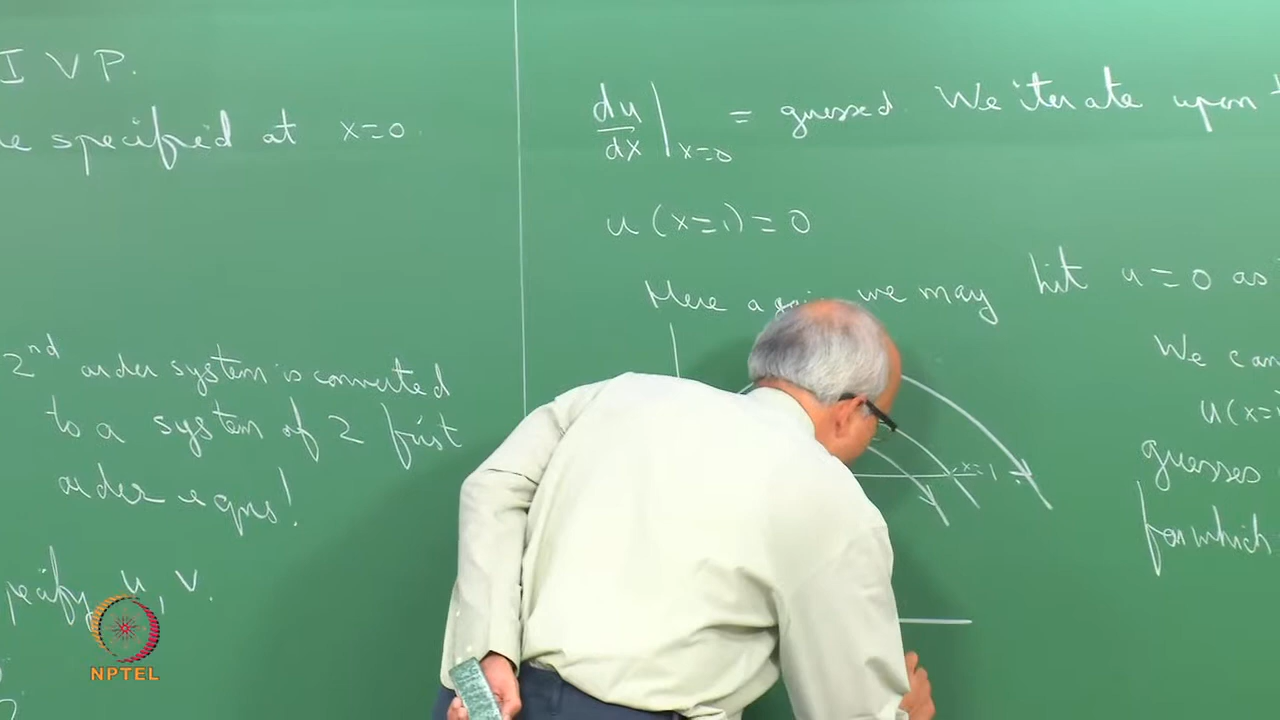 I V P.
e specified at x=0
2nd order system is converted
to a system of 2 first
order eqns!
pecify u, v.
NPTEL
du/dx |x=0 = guessed. We iterate upon
u(x=1)=0
Here again we may hit u=0 as
x=1
We can
u(x=
guesses
for which